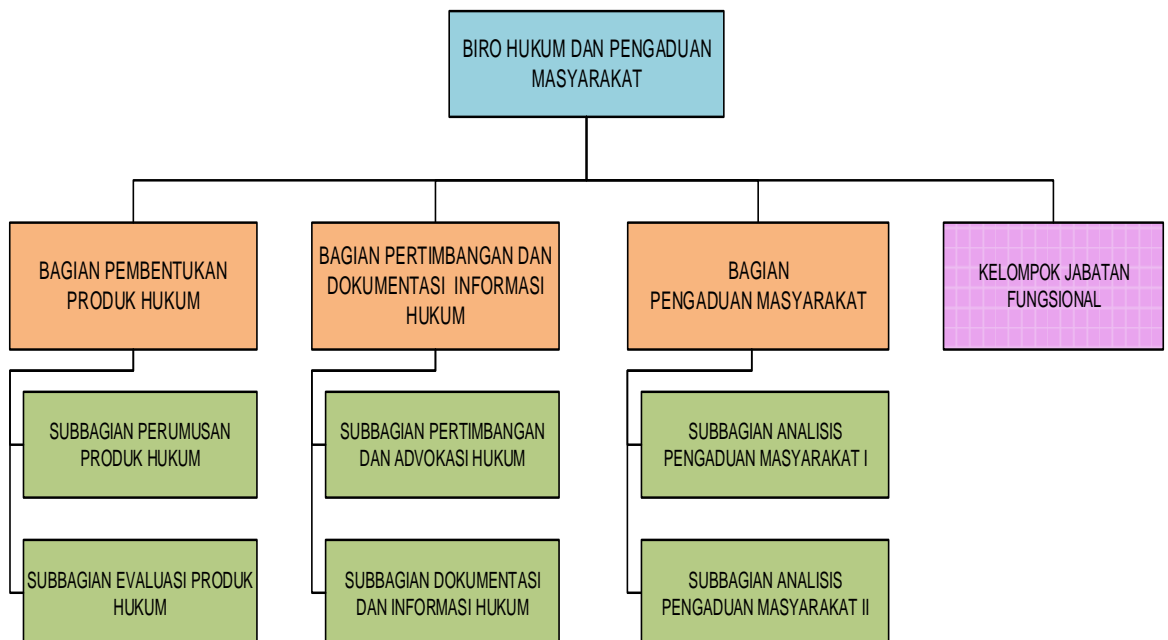 BIRO HUKUM DAN PENGADUAN
MASYARAKAT
BAGIAN PEMBENTUKAN
PRODUK HUKUM
BAGIAN PERTIMBANGAN DAN
DOKUMENTASI INFORMASI
HUKUM
BAGIAN
PENGADUAN MASYARAKAT
KELOMPOK JABATAN
FUNGSIONAL
SUBBAGIAN PERUMUSAN
PRODUK HUKUM
SUBBAGIAN PERTIMBANGAN
DAN ADVOKASI HUKUM
SUBBAGIAN ANALISIS
PENGADUAN MASYARAKAT I
SUBBAGIAN EVALUASI PRODUK
HUKUM
SUBBAGIAN DOKUMENTASI
DAN INFORMASI HUKUM
SUBBAGIAN ANALISIS
PENGADUAN MASYARAKAT II